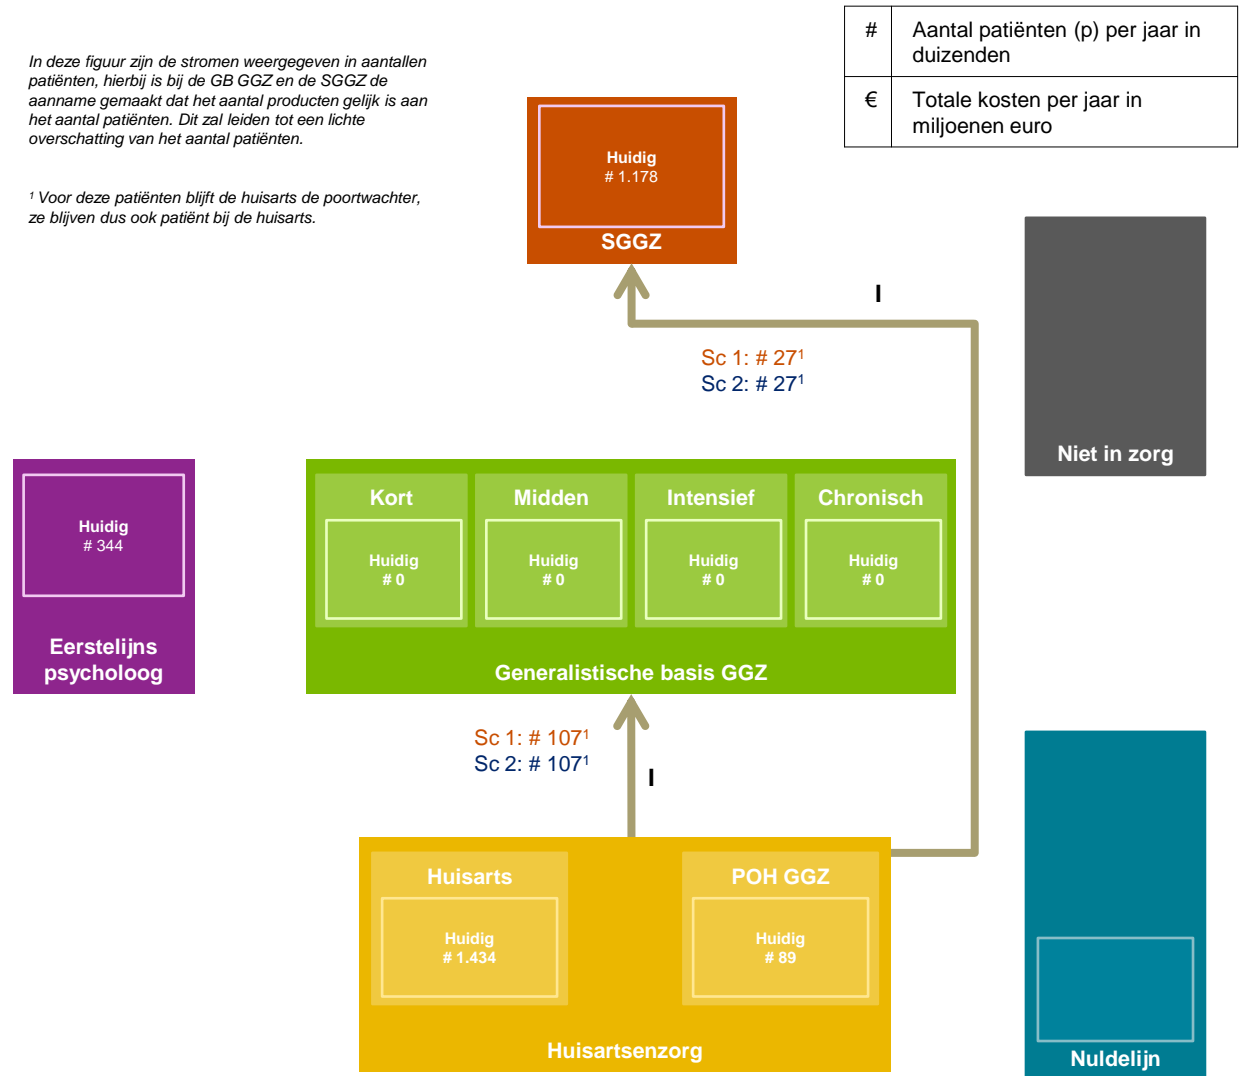 In deze figuur zijn de stromen weergegeven in aantallen
patiënten, hierbij is bij de GB GGZ en de SGGZ de
aanname gemaakt dat het aantal producten gelijk is aan
het aantal patiënten. Dit zal leiden tot een lichte
overschatting van het aantal patiënten.
¹ Voor deze patiënten blijft de huisarts de poortwachter,
ze blijven dus ook patiënt bij de huisarts.
# Aantal patiënten (p) per jaar in
duizenden
€ Totale kosten per jaar in
miljoenen euro
Huidig
# 1.178
SGGZ
I
Sc 1: # 27¹
Sc 2: # 27¹
Niet in zorg
Huidig
# 344
Eerstelijns
psycholoog
Kort
Huidig
# 0
Midden
Huidig
# 0
Intensief
Huidig
# 0
Chronisch
Huidig
# 0
Generalistische basis GGZ
Sc 1: # 107¹
Sc 2: # 107¹
I
Huisarts
Huidig
# 1.434
POH GGZ
Huidig
# 89
Huisartsenzorg
Nuldelijn